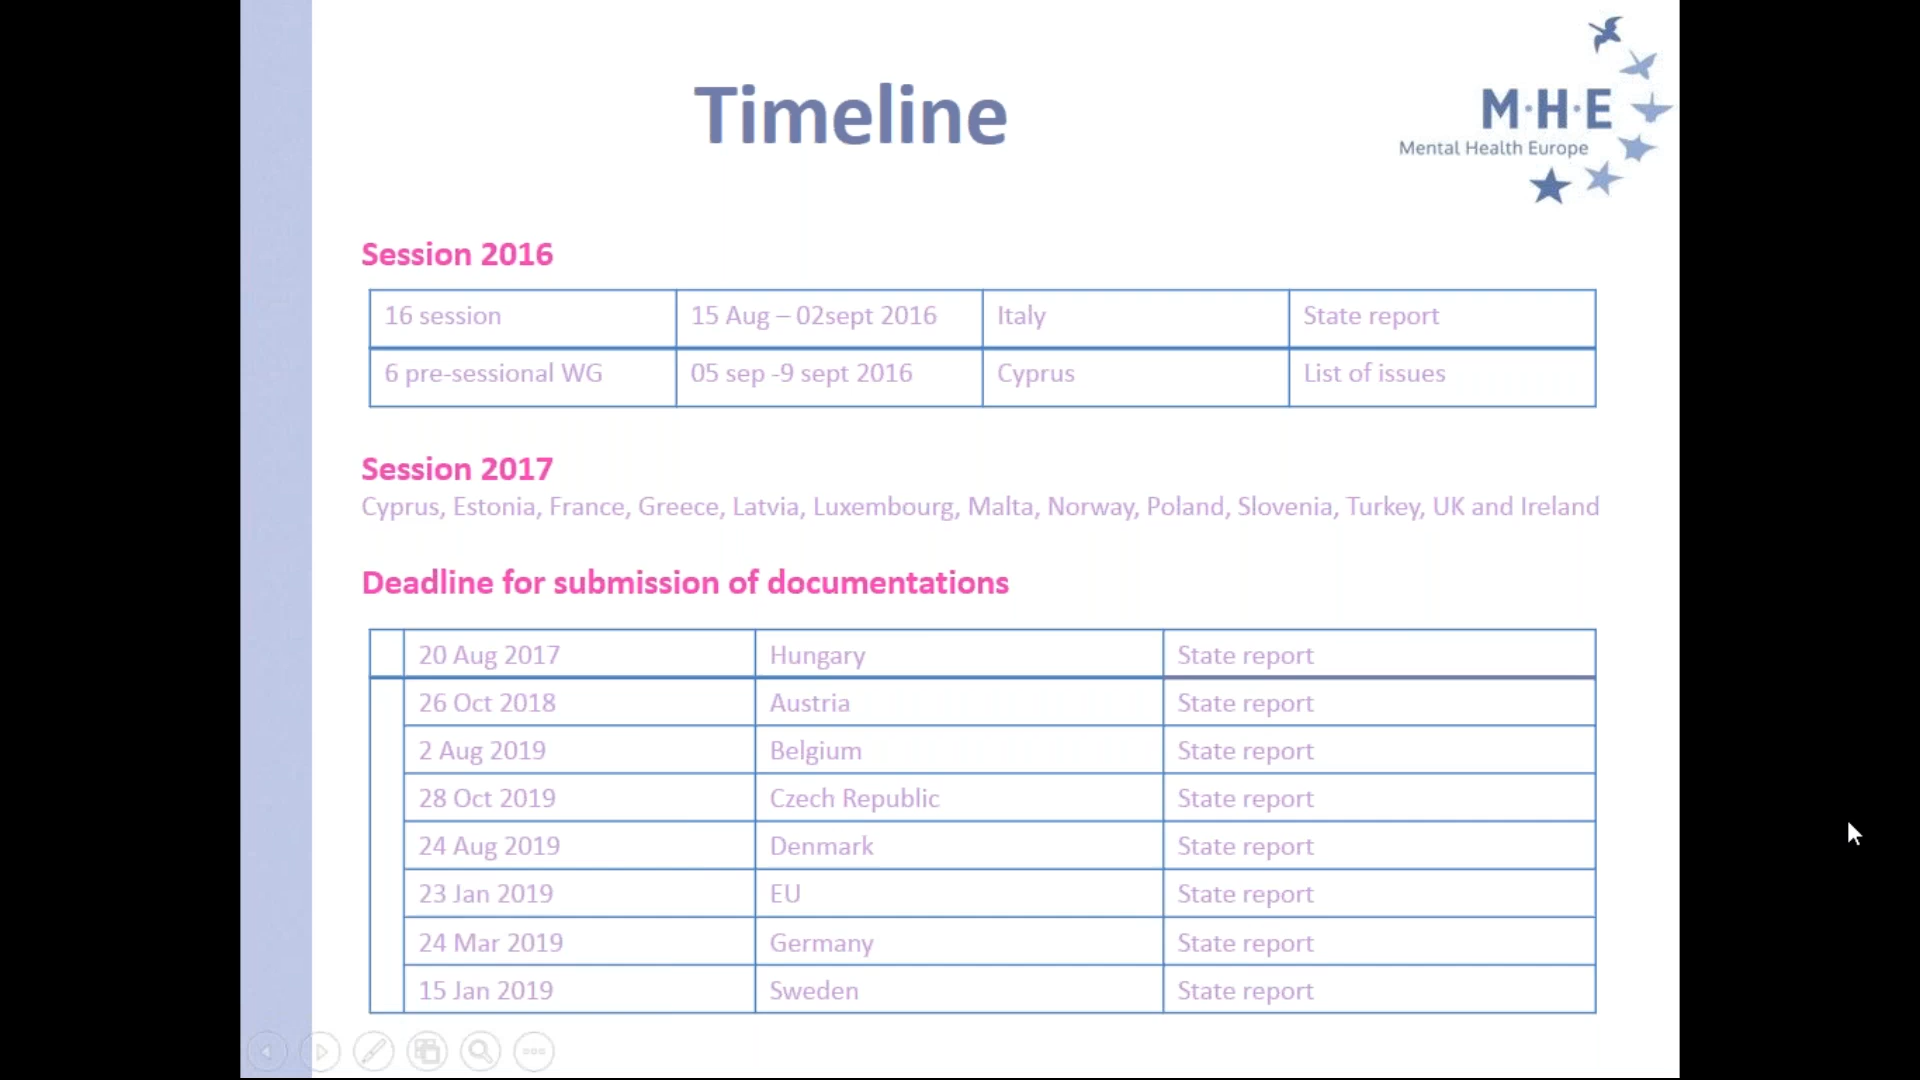 Timeline
M·H·E
Mental Health Europe
Session 2016
16 session 15 Aug – 02sept 2016 Italy State report
6 pre-sessional WG 05 sep -9 sept 2016 Cyprus List of issues
Session 2017
Cyprus, Estonia, France, Greece, Latvia, Luxembourg, Malta, Norway, Poland, Slovenia, Turkey, UK and Ireland
Deadline for submission of documentations
20 Aug 2017 Hungary State report
26 Oct 2018 Austria State report
2 Aug 2019 Belgium State report
28 Oct 2019 Czech Republic State report
24 Aug 2019 Denmark State report
23 Jan 2019 EU State report
24 Mar 2019 Germany State report
15 Jan 2019 Sweden State report